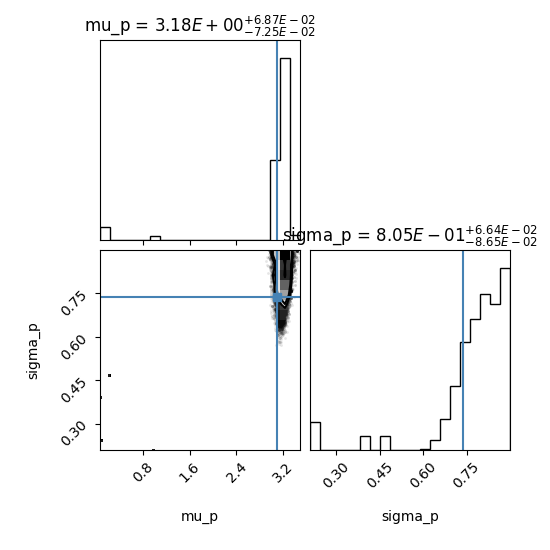 mu_p = 3.18E + 00+6.87E − 02 −7.25E − 02
sigma_p = 8.05E − 01+6.64E − 02 −8.65E − 02
sigma_p
0.75
0.60
0.45
0.30
0.8 1.6 2.4 3.2
0.30 0.45 0.60 0.75
mu_p
sigma_p